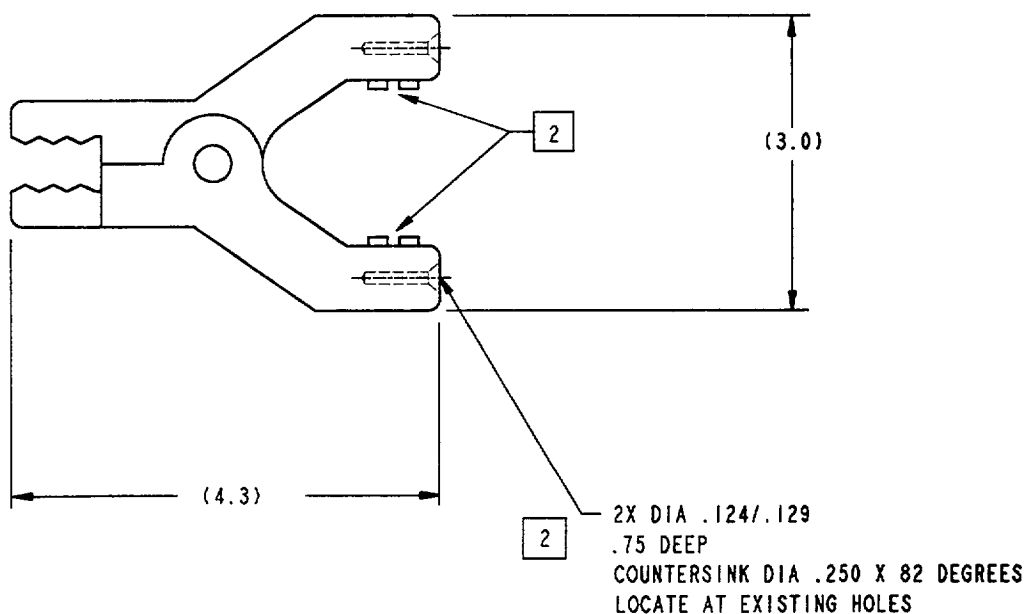 2
(3.0)
(4.3)
2
2X DIA .124/.129
.75 DEEP
COUNTERSINK DIA .250 X 82 DEGREES
LOCATE AT EXISTING HOLES